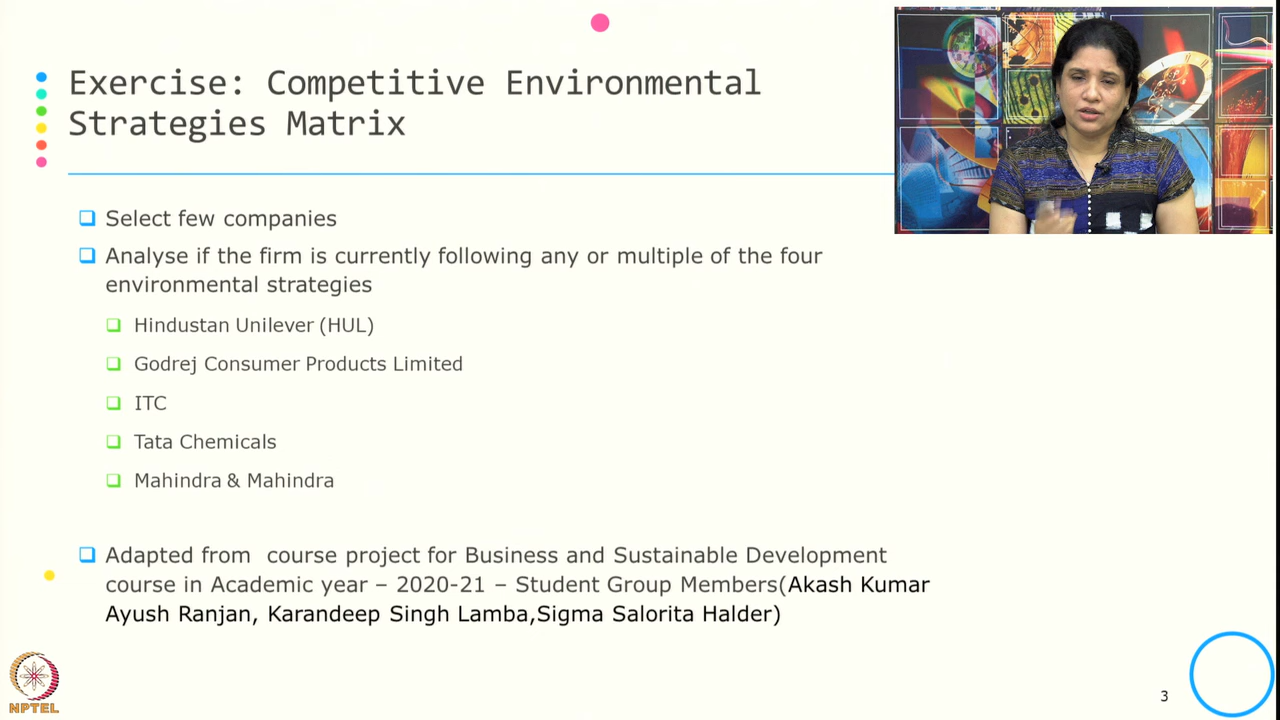 Exercise: Competitive Environmental
Strategies Matrix
Select few companies
Analyse if the firm is currently following any or multiple of the four
environmental strategies
Hindustan Unilever (HUL)
Godrej Consumer Products Limited
ITC
Tata Chemicals
Mahindra & Mahindra
Adapted from course project for Business and Sustainable Development
course in Academic year – 2020-21 – Student Group Members(Akash Kumar
Ayush Ranjan, Karandeep Singh Lamba,Sigma Salorita Halder)
NPTEL
3